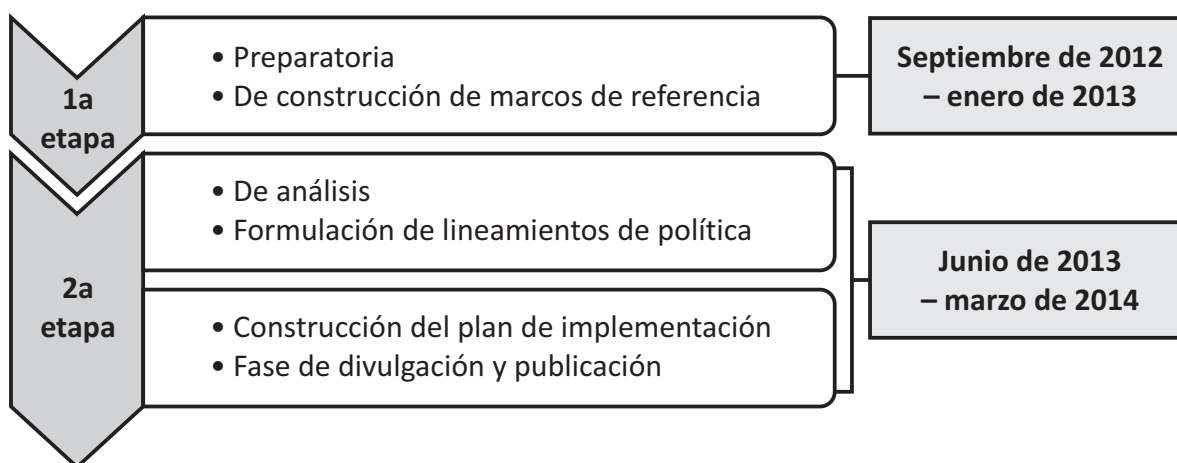 1a
etapa
• Preparatoria
• De construcción de marcos de referencia
Septiembre de 2012
– enero de 2013
2a
etapa
• De análisis
• Formulación de lineamientos de política
• Construcción del plan de implementación
• Fase de divulgación y publicación
Junio de 2013
– marzo de 2014